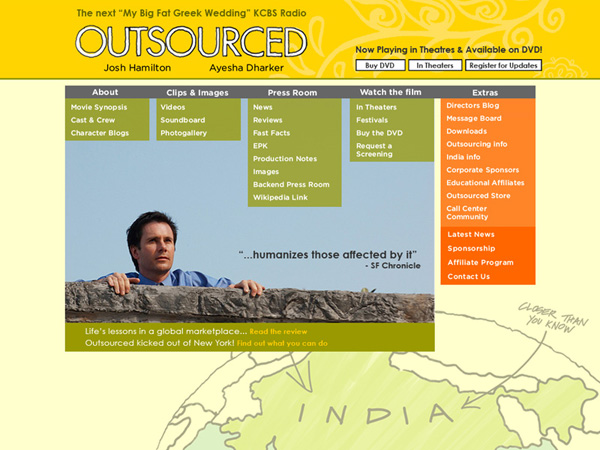 The next “My Big Fat Greek Wedding” KCBS Radio
OUTSOURCED
Josh Hamilton Ayesha Dharker
Now Playing in Theatres & Available on DVD!
Buy DVD In Theaters Register for Updates
About Clips & Images Press Room Watch the film Extras
Movie Synopsis
Cast & Crew
Character Blogs
Videos
Soundboard
Photogallery
News
Reviews
Fast Facts
EPK
Production Notes
Images
Backend Press Room
Wikipedia Link
In Theaters
Festivals
Buy the DVD
Request a
Screening
Directors Blog
Message Board
Downloads
Outsourcing Info
India Info
Corporate Sponsors
Educational Affiliates
Outsourced Store
Call Center
Community
Latest News
Sponsorship
Affiliate Program
Contact Us
“...humanizes those affected by it”
- SF Chronicle
Life's lessons in a global marketplace... Read the review
Outsourced kicked out of New York! Find out what you can do
CLOSER THAN
YOU KNOW
INDIA